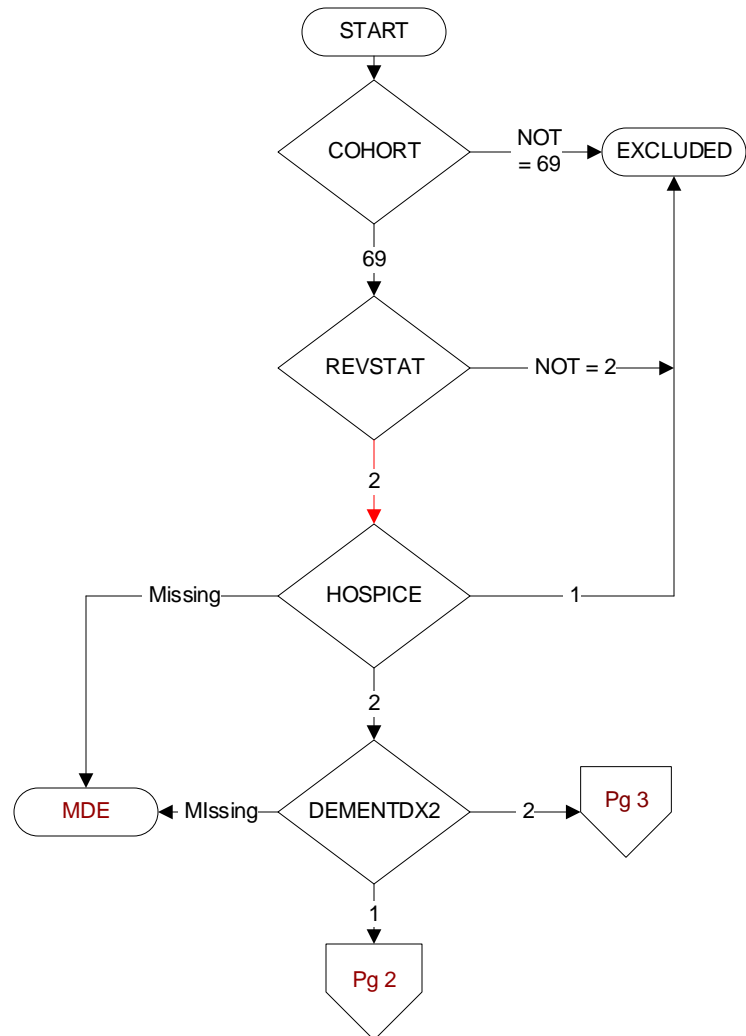 START
COHORT
NOT
= 69
EXCLUDED
69
REVSTAT
NOT = 2
2
Missing
HOSPICE
1
2
MDE
MIssing
DEMENTDX2
2
Pg 3
1
Pg 2